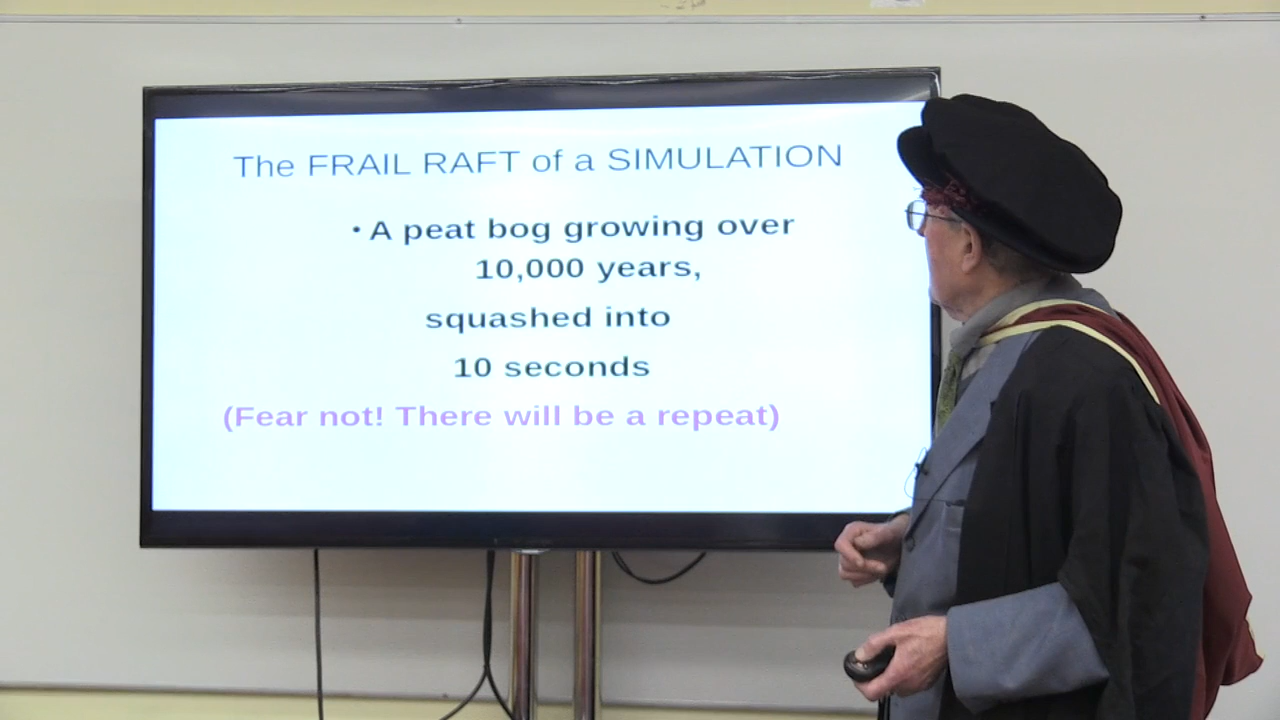 The FRAIL RAFT of a SIMULATION
• A peat bog growing over
10,000 years,
squashed into
10 seconds
(Fear not! There will be a repeat)